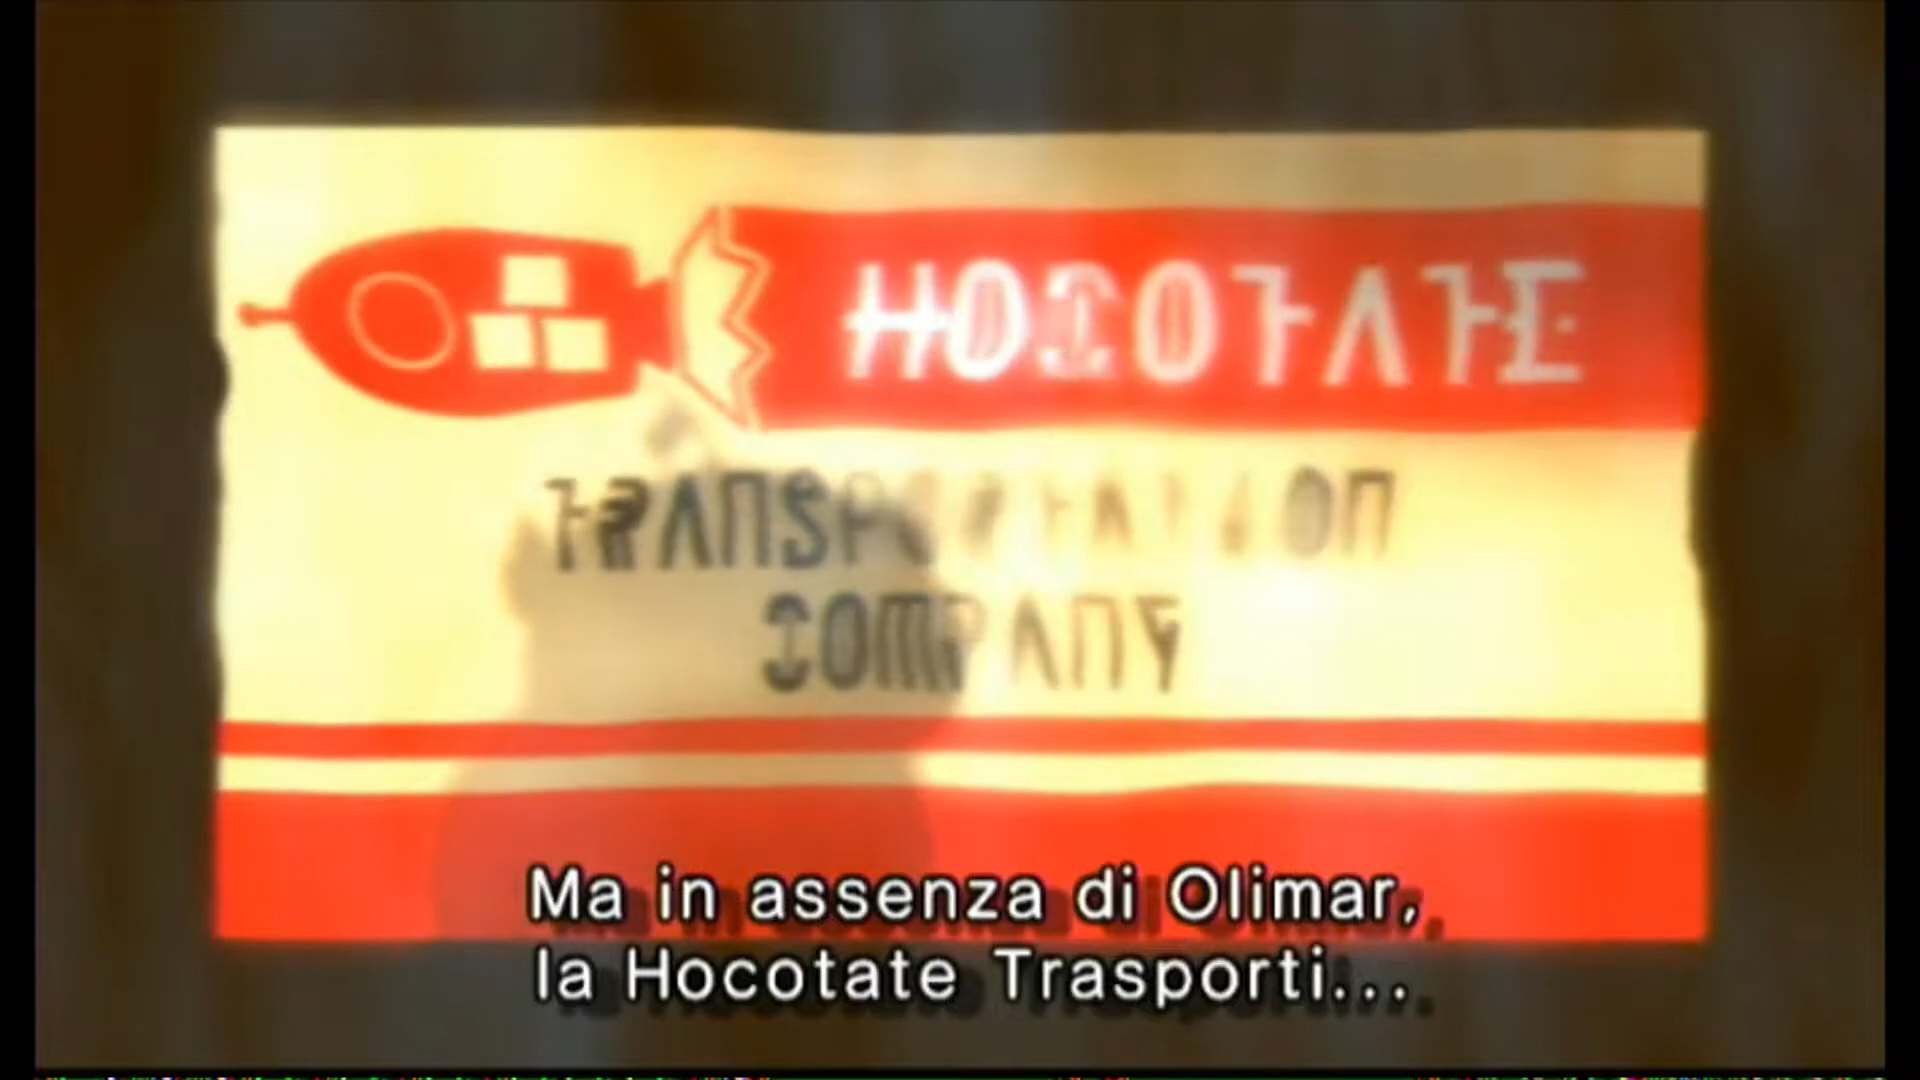 HOCOTATE
TRANSPORTATION
COMPANY
Ma in assenza di Olimar,
la Hocotate Trasporti...